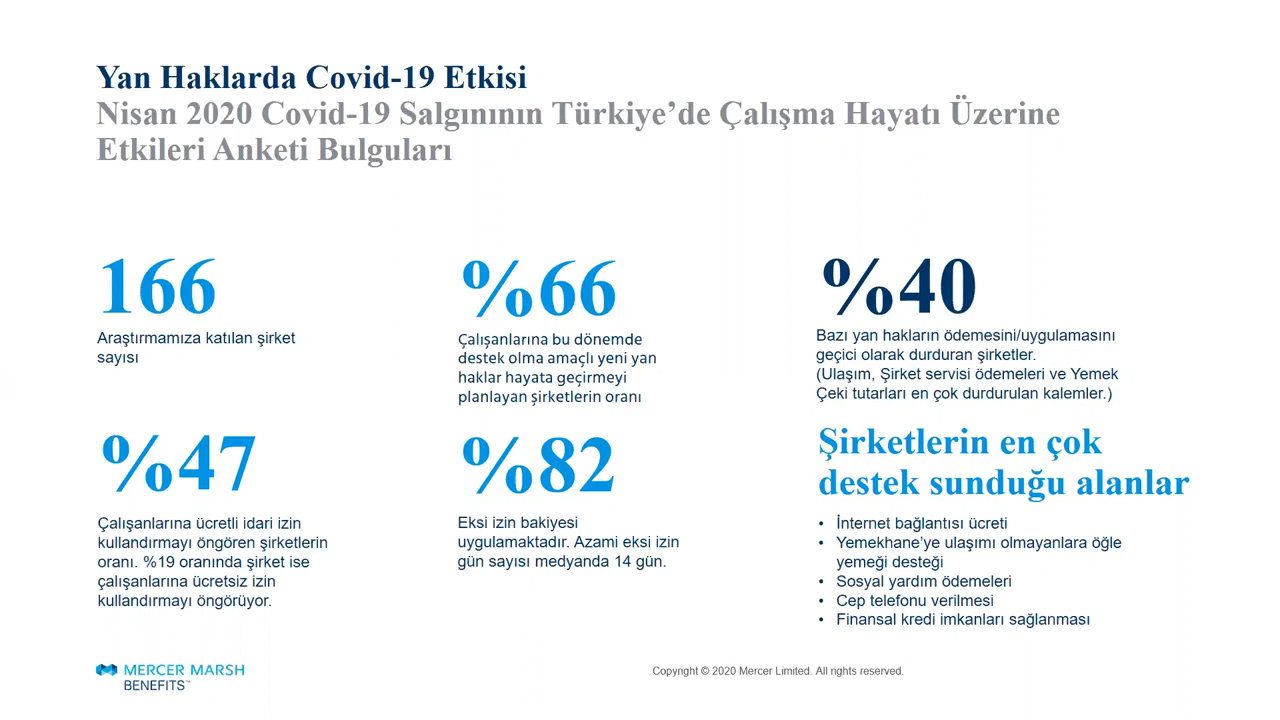 Yan Haklarda Covid-19 Etkisi
Nisan 2020 Covid-19 Salgınının Türkiye’de Çalışma Hayatı Üzerine
Etkileri Anketi Bulguları
166
Araştırmamıza katılan şirket
sayısı
%66
Çalışanlarına bu dönemde
destek olma amaçlı yeni yan
haklar hayata geçirmeyi
planlayan şirketlerin oranı
%40
Bazı yan hakların ödemesini/uygulamasını
geçici olarak durduran şirketler.
(Ulaşım, Şirket servisi ödemeleri ve Yemek
Çeki tutarları en çok durdurulan kalemler.)
%47
Çalışanlarına ücretli idari izin
kullandırmayı öngören şirketlerin
oranı. %19 oranında şirket ise
çalışanlarına ücretsiz izin
kullandırmayı öngörüyor.
%82
Eksi izin bakiyesi
uygulamaktadır. Azami eksi izin
gün sayısı medyanda 14 gün.
Şirketlerin en çok
destek sunduğu alanlar
• İnternet bağlantısı ücreti
• Yemekhane’ye ulaşımı olmayanlara öğle
yemeği desteği
• Sosyal yardım ödemeleri
• Cep telefonu verilmesi
• Finansal kredi imkanları sağlanması
MERCER MARSH
BENEFITS™
Copyright © 2020 Mercer Limited. All rights reserved.